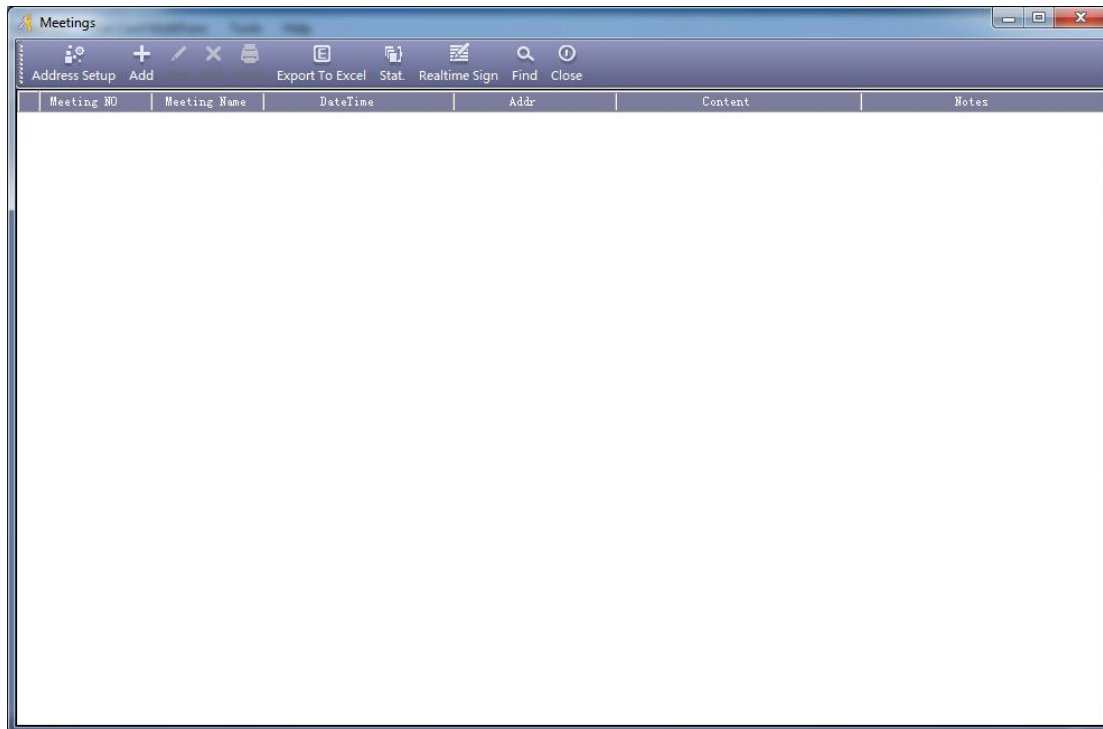 Meetings
Address Setup Add Export To Excel Stat. Realtime Sign Find Close
Meeting NO Meeting Name DateTime Addr Content Notes